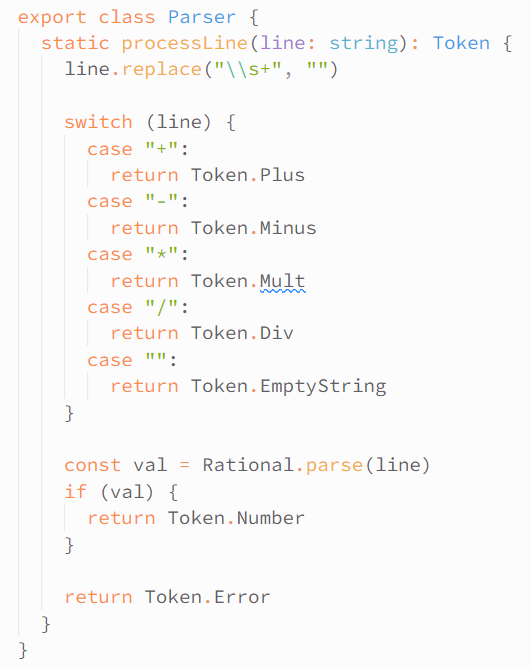 export class Parser {
static processLine(line: string): Token {
line.replace("\\s+", "")
switch (line) {
case "+":
return Token.Plus
case "-":
return Token.Minus
case "*":
return Token.Mult
case "/":
return Token.Div
case "":
return Token.EmptyString
}
const val = Rational.parse(line)
if (val) {
return Token.Number
}
return Token.Error
}
}